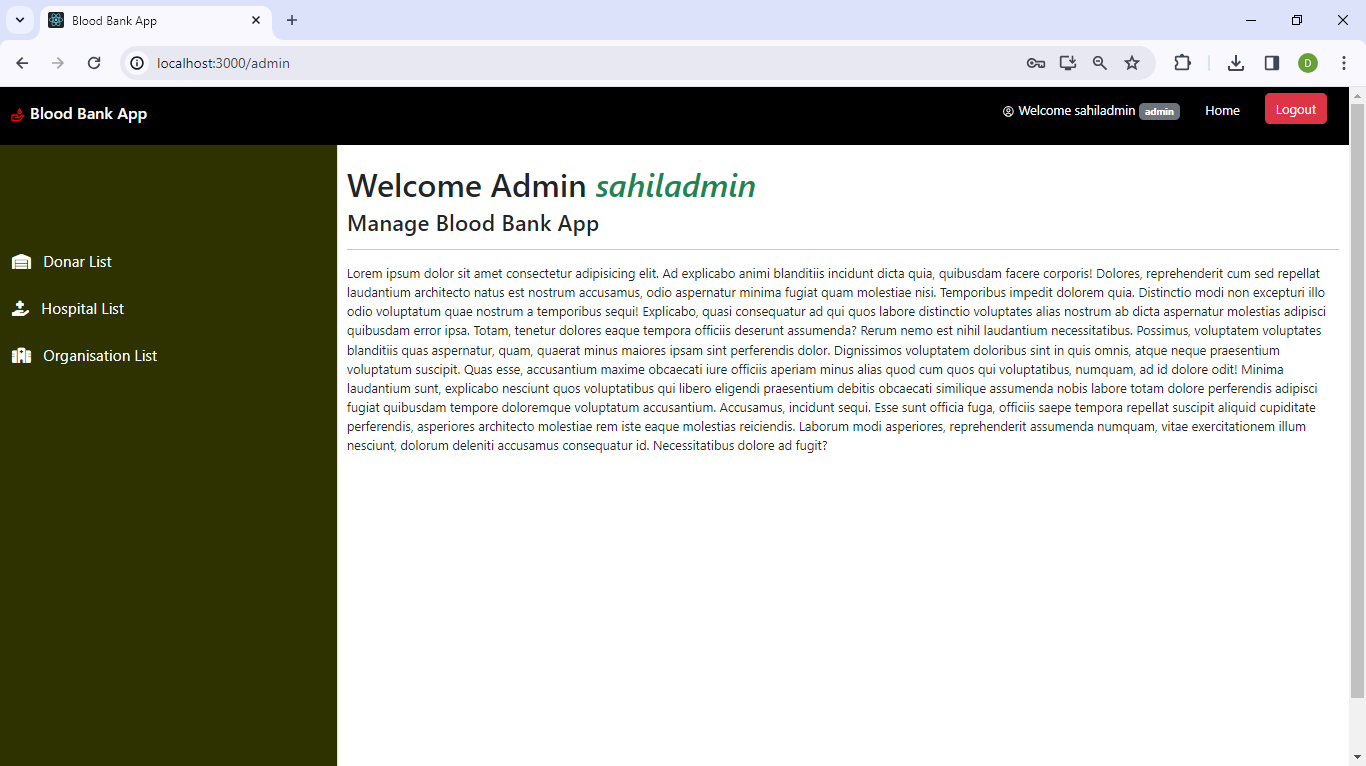 Blood Bank App
localhost:3000/admin
D
Blood Bank App
Welcome sahiladmin admin
Home
Logout
Donar List
Hospital List
Organisation List
Welcome Admin sahiladmin
Manage Blood Bank App
Lorem ipsum dolor sit amet consectetur adipisicing elit. Ad explicabo animi blanditiis incidunt dicta quia, quibusdam facere corporis! Dolores, reprehenderit cum sed repellat
laudantium architecto natus est nostrum accusamus, odio aspernatur minima fugiat quam molestiae nisi. Temporibus impedit dolorem quia. Distinctio modi non excepturi illo
odio voluptatum quae nostrum a temporibus sequi! Explicabo, quasi consequatur ad qui quos labore distinctio voluptates alias nostrum ab dicta aspernatur molestias adipisci
quibusdam error ipsa. Totam, tenetur dolores eaque tempora officiis deserunt assumenda? Rerum nemo est nihil laudantium necessitatibus. Possimus, voluptatem voluptates
blanditiis quas aspernatur, quam, quaerat minus maiores ipsam sint perferendis dolor. Dignissimos voluptatem doloribus sint in quis omnis, atque neque praesentium
voluptatum suscipit. Quas esse, accusantium maxime obcaecati iure officiis aperiam minus alias quod cum quos qui voluptatibus, numquam, ad id dolore odit! Minima
laudantium sunt, explicabo nesciunt quos voluptatibus qui libero eligendi praesentium debitis obcaecati similique assumenda nobis labore totam dolore perferendis adipisci
fugiat quibusdam tempore doloremque voluptatum accusantium. Accusamus, incidunt sequi. Esse sunt officia fuga, officiis saepe tempora repellat suscipit aliquid cupiditate
perferendis, asperiores architecto molestiae rem iste eaque molestias reiciendis. Laborum modi asperiores, reprehenderit assumenda numquam, vitae exercitationem illum
nesciunt, dolorum deleniti accusamus consequatur id. Necessitatibus dolore ad fugit?